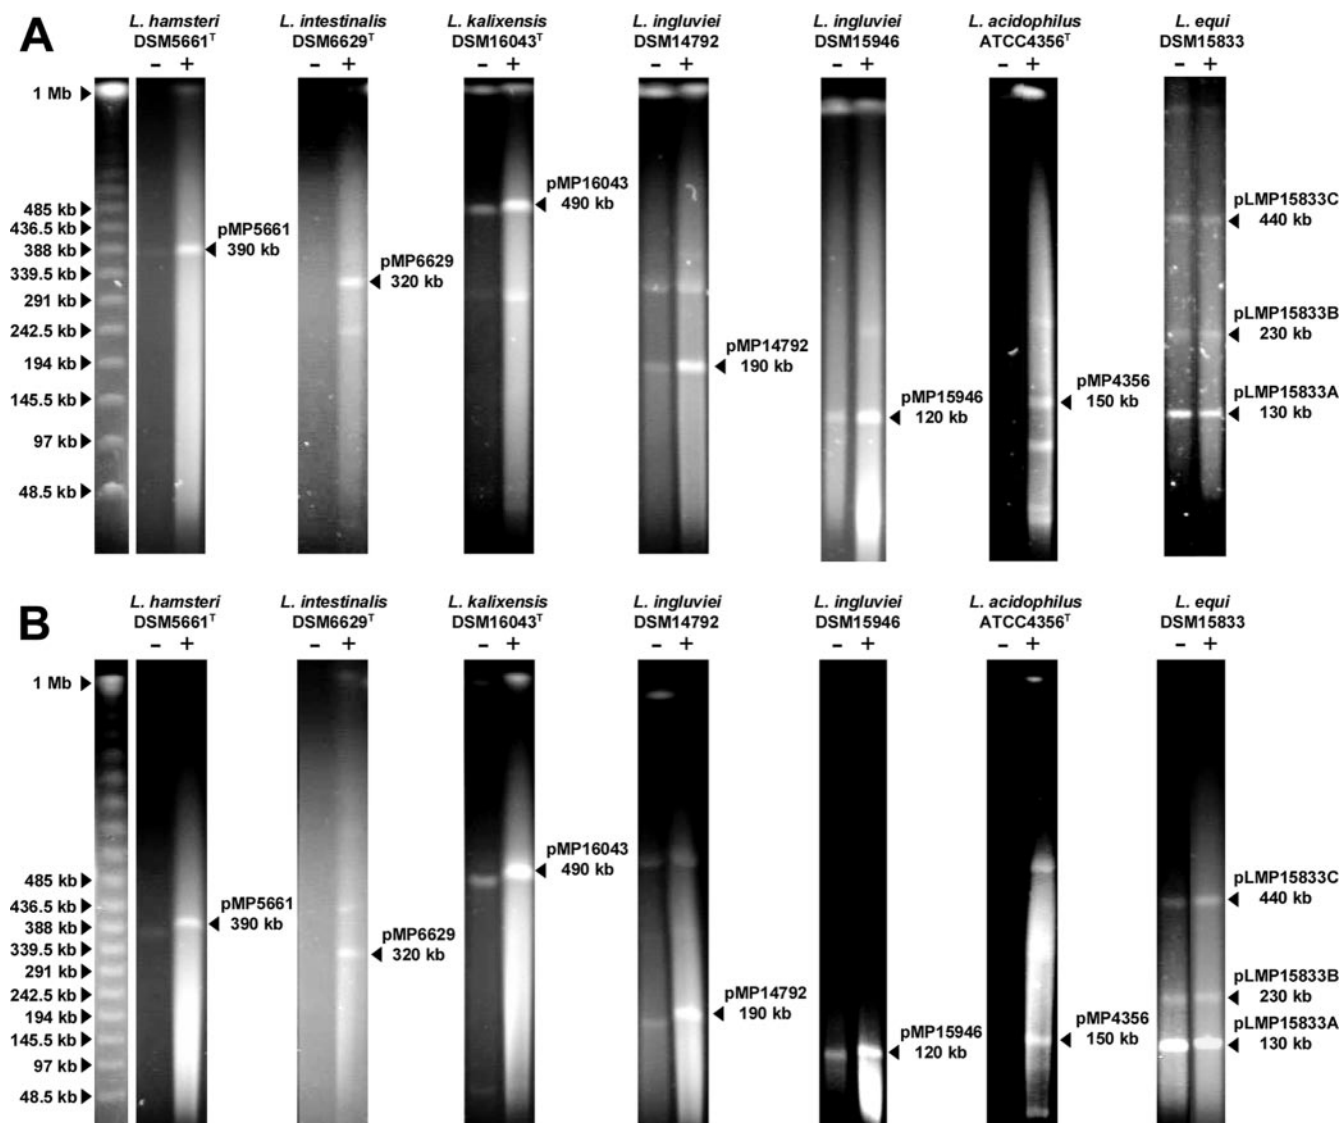 A
L. hamsteri L. intestinalis L. kalixensis L. ingluviei L. ingluviei L. acidophilus L. equi
DSM5661ᵀ DSM6629ᵀ DSM16043ᵀ DSM14792 DSM15946 ATCC4356ᵀ DSM15833
– + – + – + – + – + – + – +
1 Mb
pMP16043
490 kb
pLMP15833C
440 kb
485 kb
436.5 kb
388 kb
339.5 kb
291 kb
242.5 kb
194 kb
145.5 kb
97 kb
48.5 kb
pMP5661
390 kb
pMP6629
320 kb
pMP14792
190 kb
pMP15946
120 kb
pMP4356
150 kb
pLMP15833B
230 kb
pLMP15833A
130 kb
B
L. hamsteri L. intestinalis L. kalixensis L. ingluviei L. ingluviei L. acidophilus L. equi
DSM5661ᵀ DSM6629ᵀ DSM16043ᵀ DSM14792 DSM15946 ATCC4356ᵀ DSM15833
– + – + – + – + – + – + – +
1 Mb
485 kb
436.5 kb
388 kb
339.5 kb
291 kb
242.5 kb
194 kb
145.5 kb
97 kb
48.5 kb
pMP5661
390 kb
pMP6629
320 kb
pMP16043
490 kb
pMP14792
190 kb
pMP15946
120 kb
pMP4356
150 kb
pLMP15833C
440 kb
pLMP15833B
230 kb
pLMP15833A
130 kb